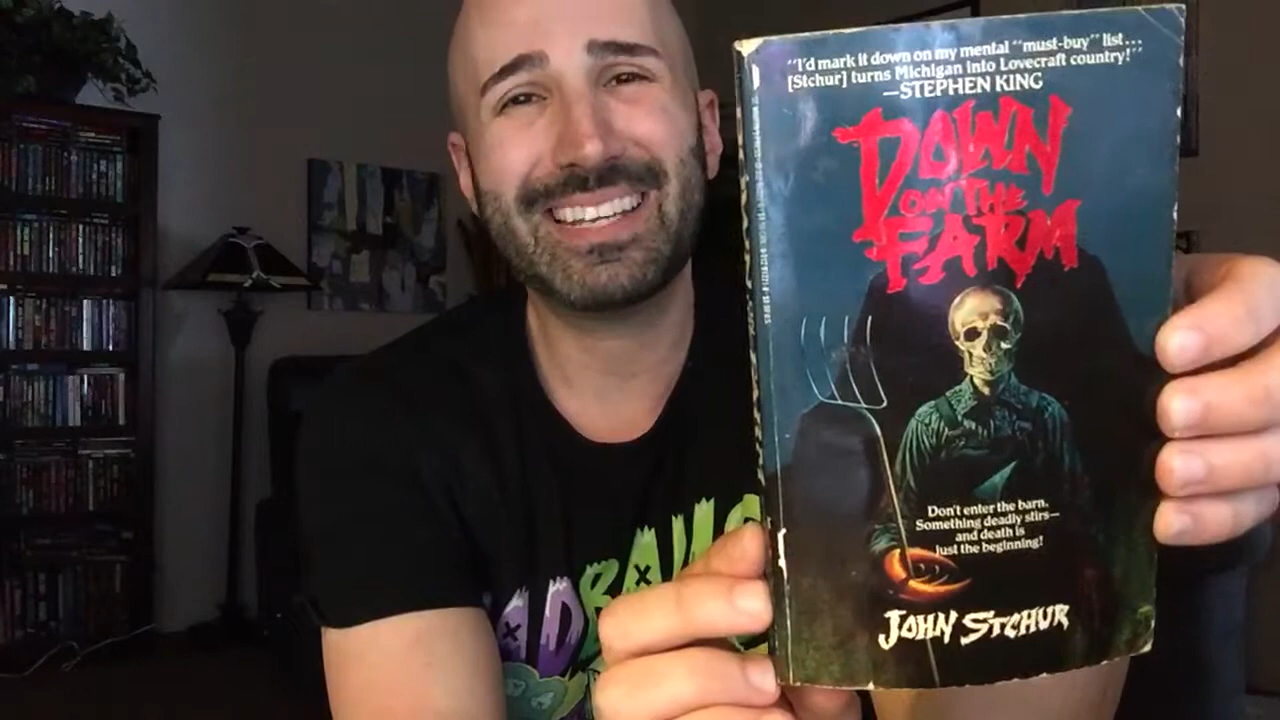 "I'd mark it down on my mental "must-buy" list...
[Stchur] turns Michigan into Lovecraft country!"
—STEPHEN KING
DOWN
ON THE
FARM
Don't enter the barn.
Something deadly stirs—
and death is
just the beginning!
JOHN STCHUR